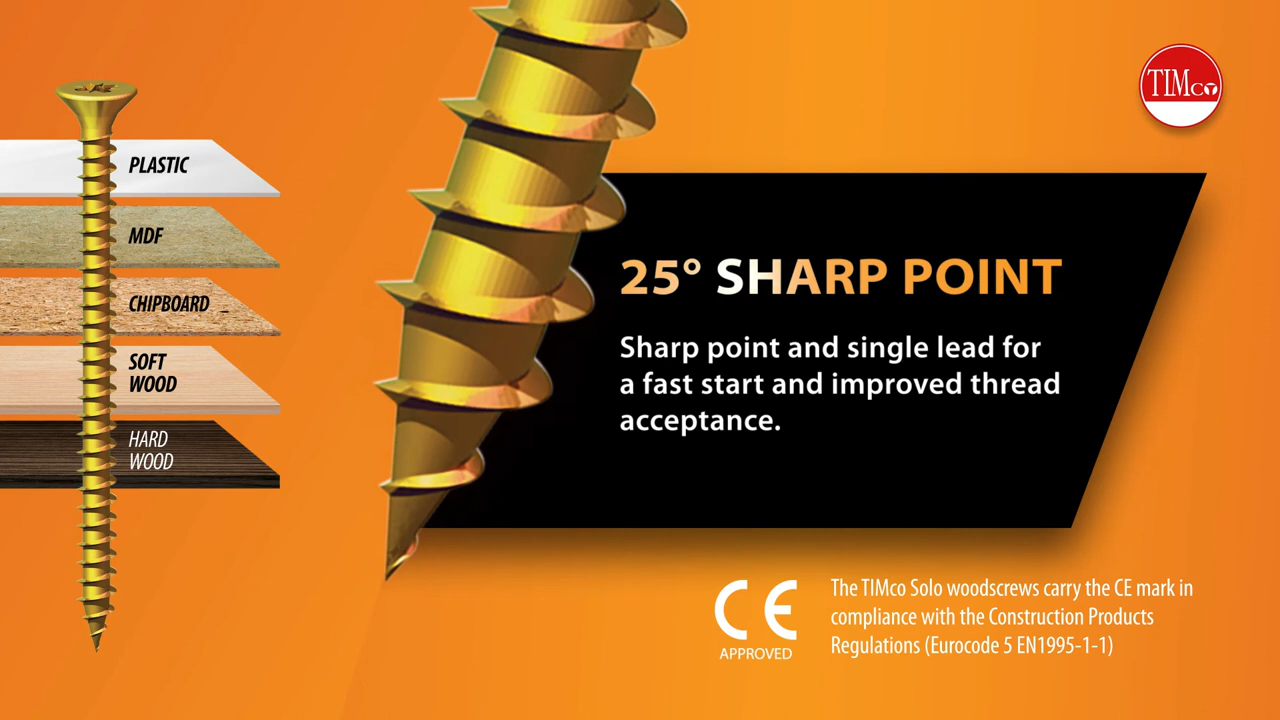 TIMco
PLASTIC
MDF
CHIPBOARD
SOFT
WOOD
HARD
WOOD
25° SHARP POINT
Sharp point and single lead for
a fast start and improved thread
acceptance.
CE
APPROVED
The TIMco Solo woodscrews carry the CE mark in
compliance with the Construction Products
Regulations (Eurocode 5 EN1995-1-1)